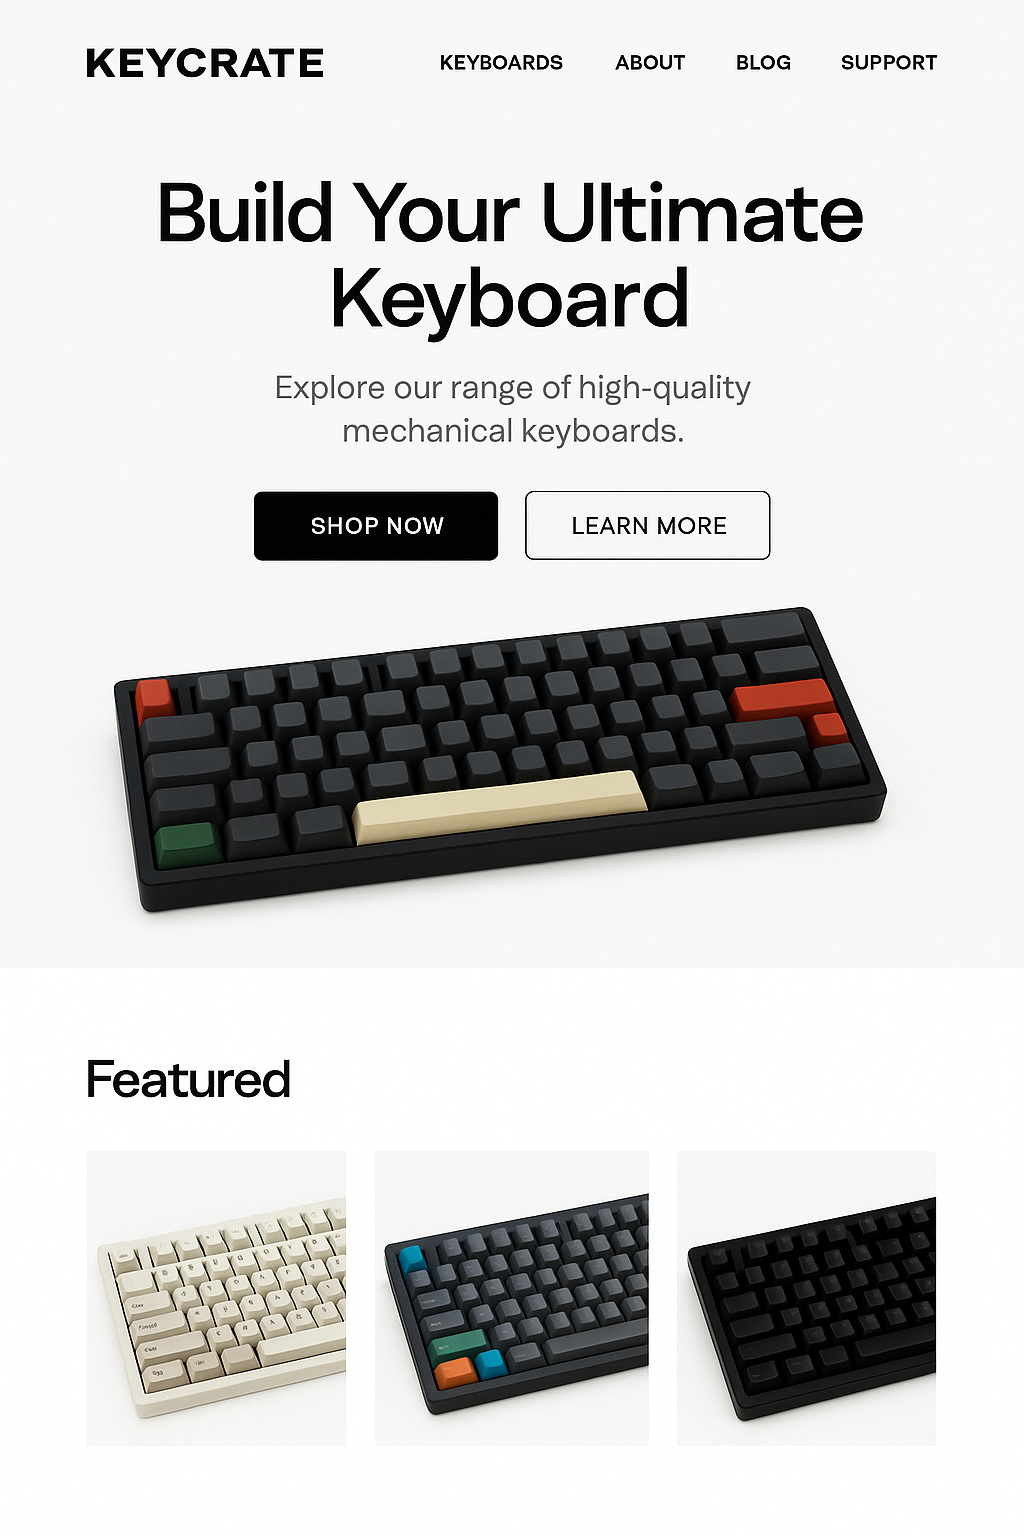 KEYCRATE
KEYBOARDS ABOUT BLOG SUPPORT
Build Your Ultimate
Keyboard
Explore our range of high-quality
mechanical keyboards.
SHOP NOW
LEARN MORE
Featured